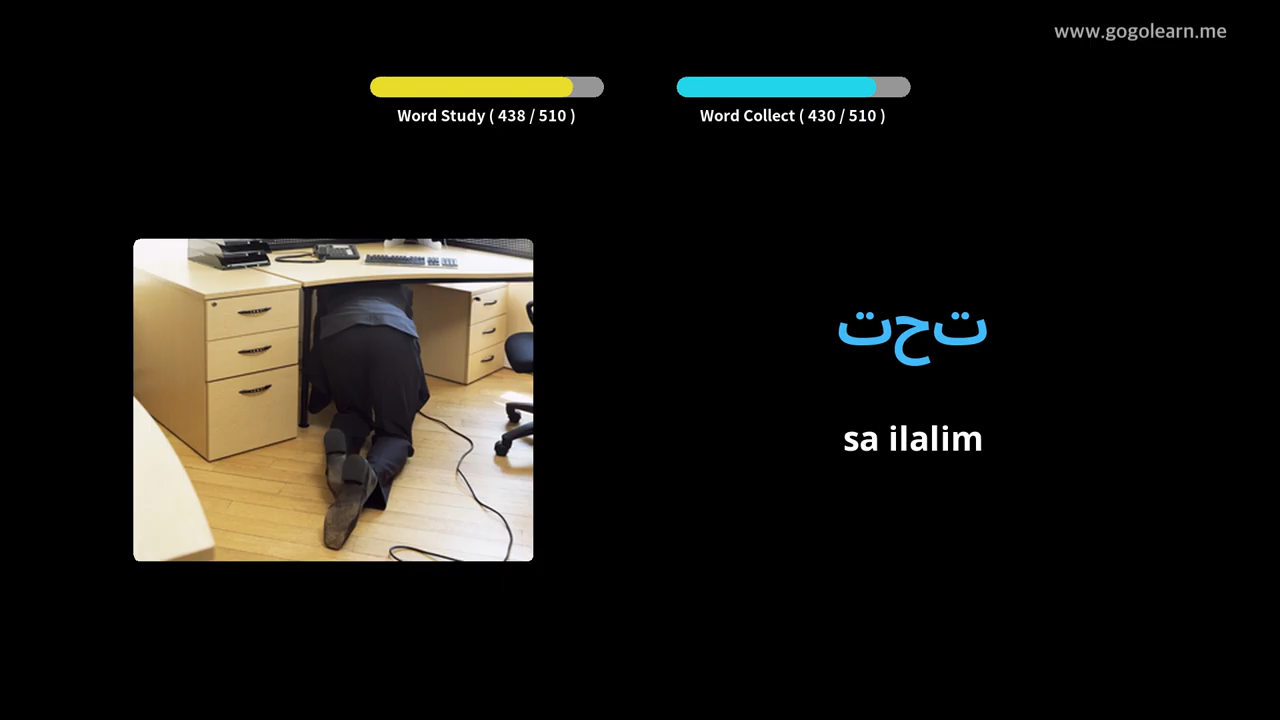 www.gogolearn.me
Word Study ( 438 / 510 )
Word Collect ( 430 / 510 )
تحت
sa ilalim